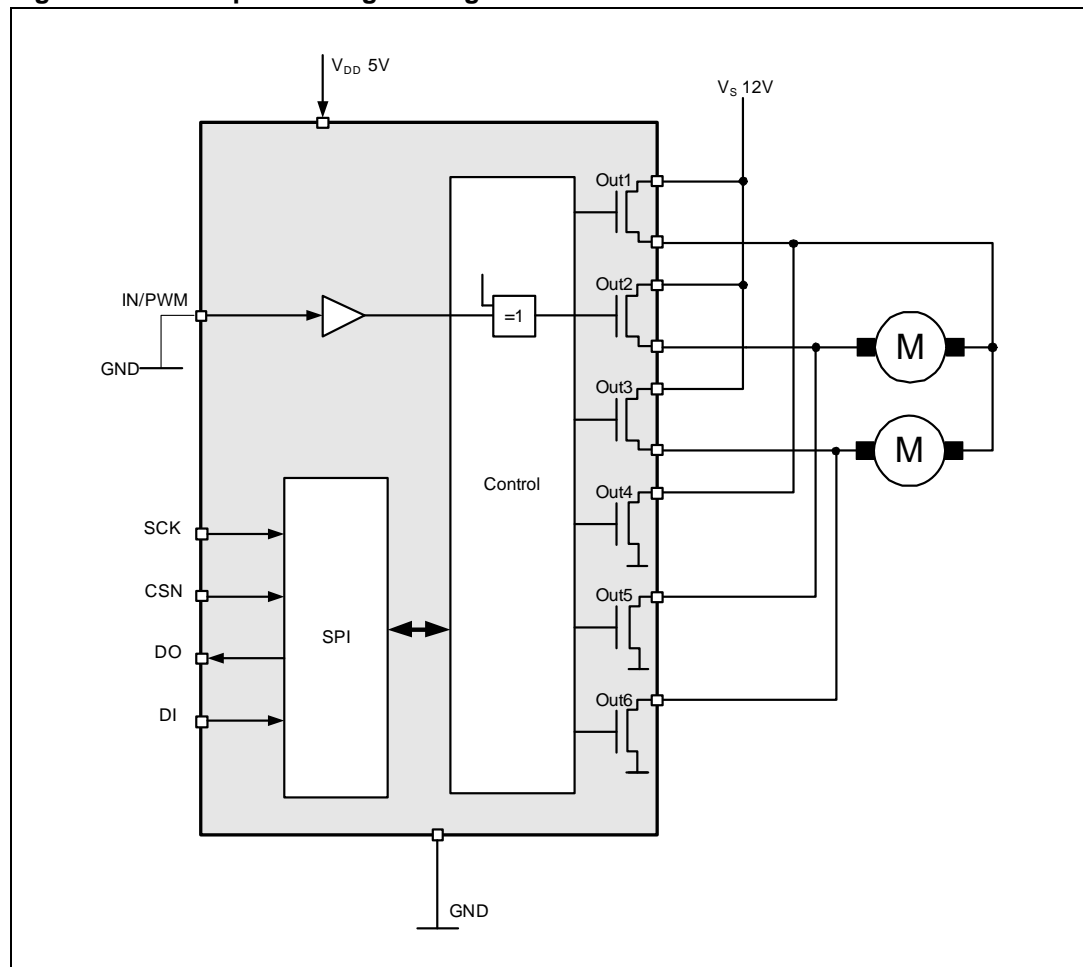 V_DD 5V
V_S 12V
Out1
IN/PWM
Out2
=1
GND
M
Out3
M
Control
Out4
SCK
CSN
Out5
SPI
DO
DI
Out6
GND